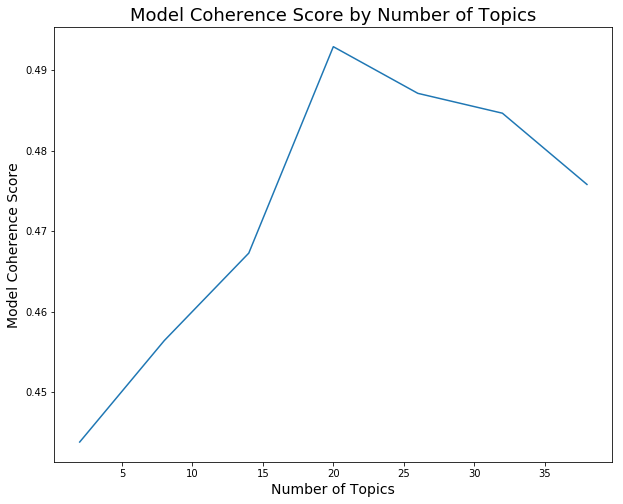 Model Coherence Score by Number of Topics
Model Coherence Score
0.49
0.48
0.47
0.46
0.45
5 10 15 20 25 30 35
Number of Topics